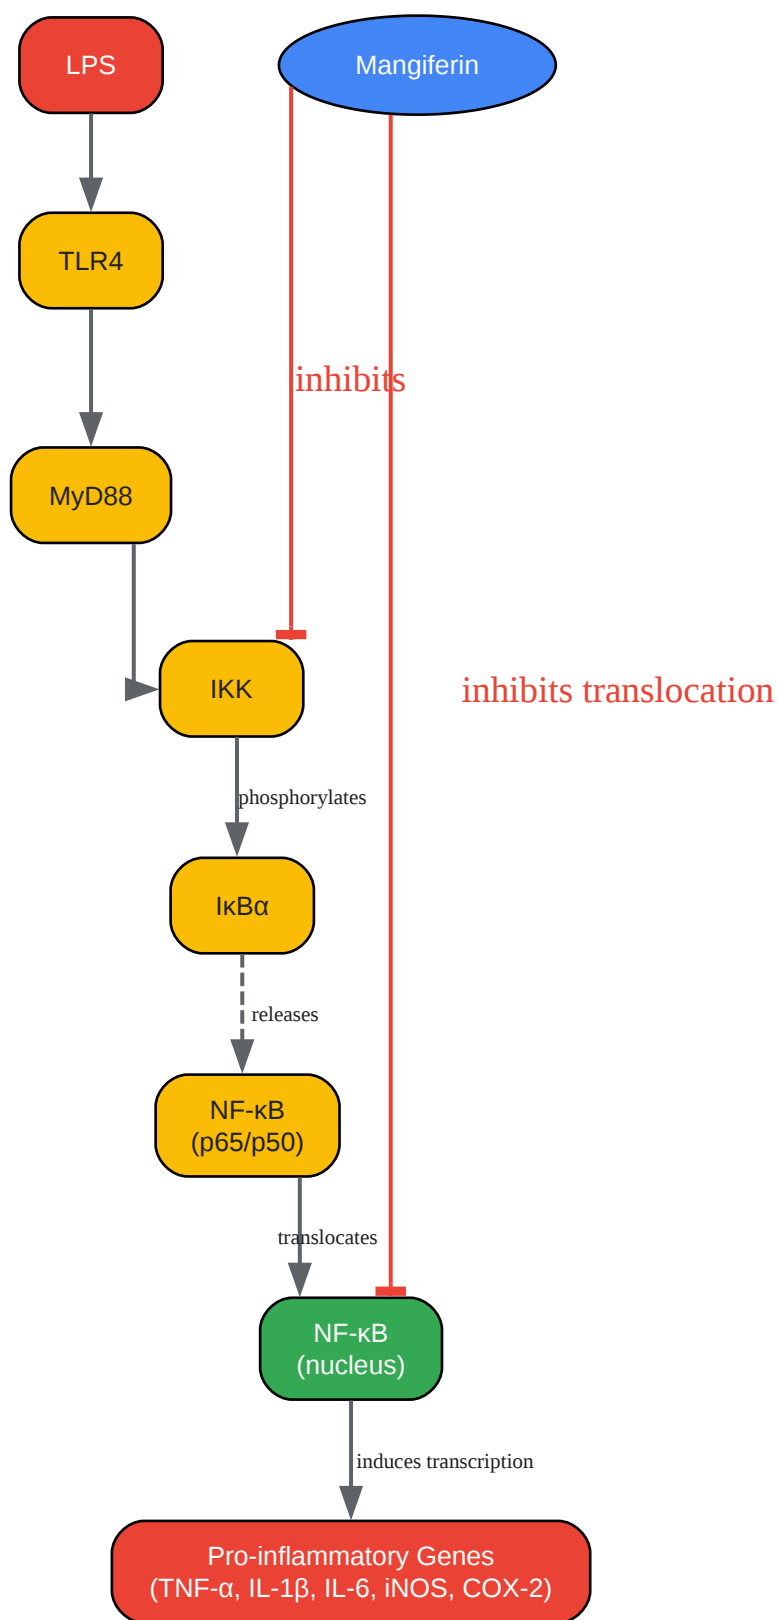 LPS
Mangiferin
TLR4
inhibits
MyD88
IKK
inhibits translocation
phosphorylates
IκBα
releases
NF-κB
(p65/p50)
translocates
NF-κB
(nucleus)
induces transcription
Pro-inflammatory Genes
(TNF-α, IL-1β, IL-6, iNOS, COX-2)